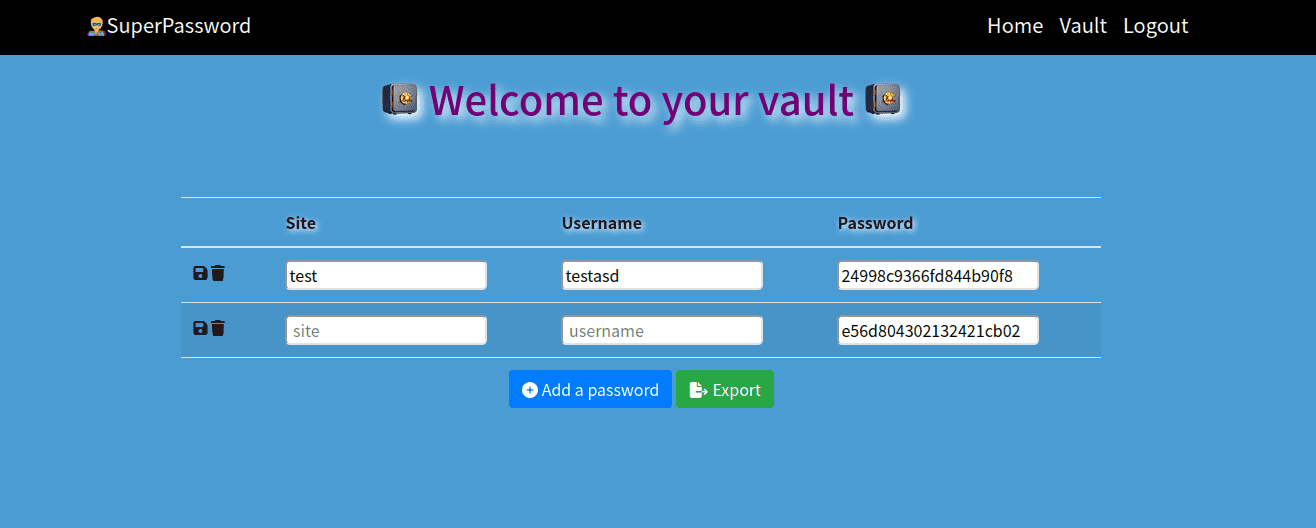 SuperPassword Home Vault Logout
Welcome to your vault
Site Username Password
test testasd 24998c9366fd844b90f8
site username e56d804302132421cb02
Add a password Export